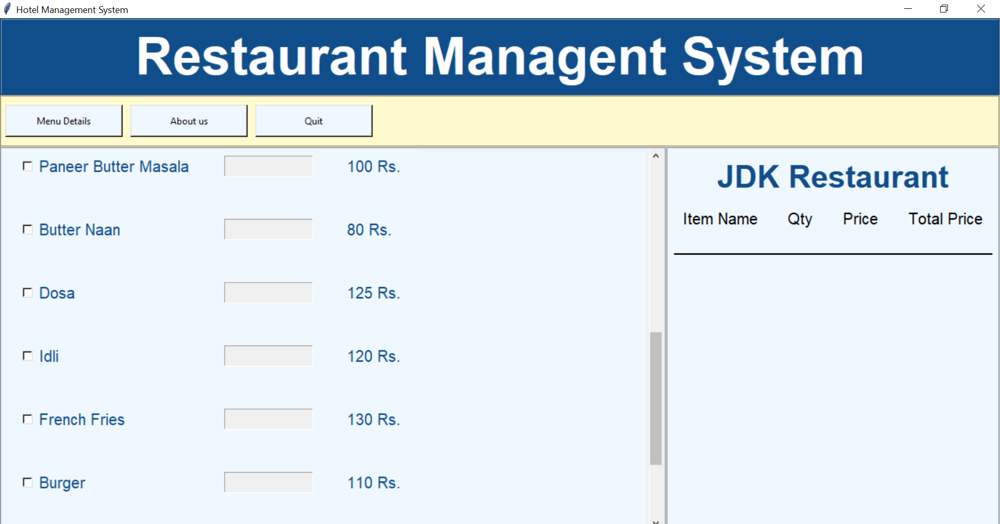 Hotel Management System
Restaurant Managent System
Menu Details About us Quit
Paneer Butter Masala 100 Rs.
Butter Naan 80 Rs.
Dosa 125 Rs.
Idli 120 Rs.
French Fries 130 Rs.
Burger 110 Rs.
JDK Restaurant
Item Name Qty Price Total Price